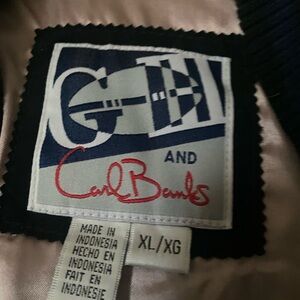 G-III
AND
Carl Banks
XL/XG
MADE IN
INDONESIA
HECHO EN
INDONESIA
FAIT EN
INDONESIE